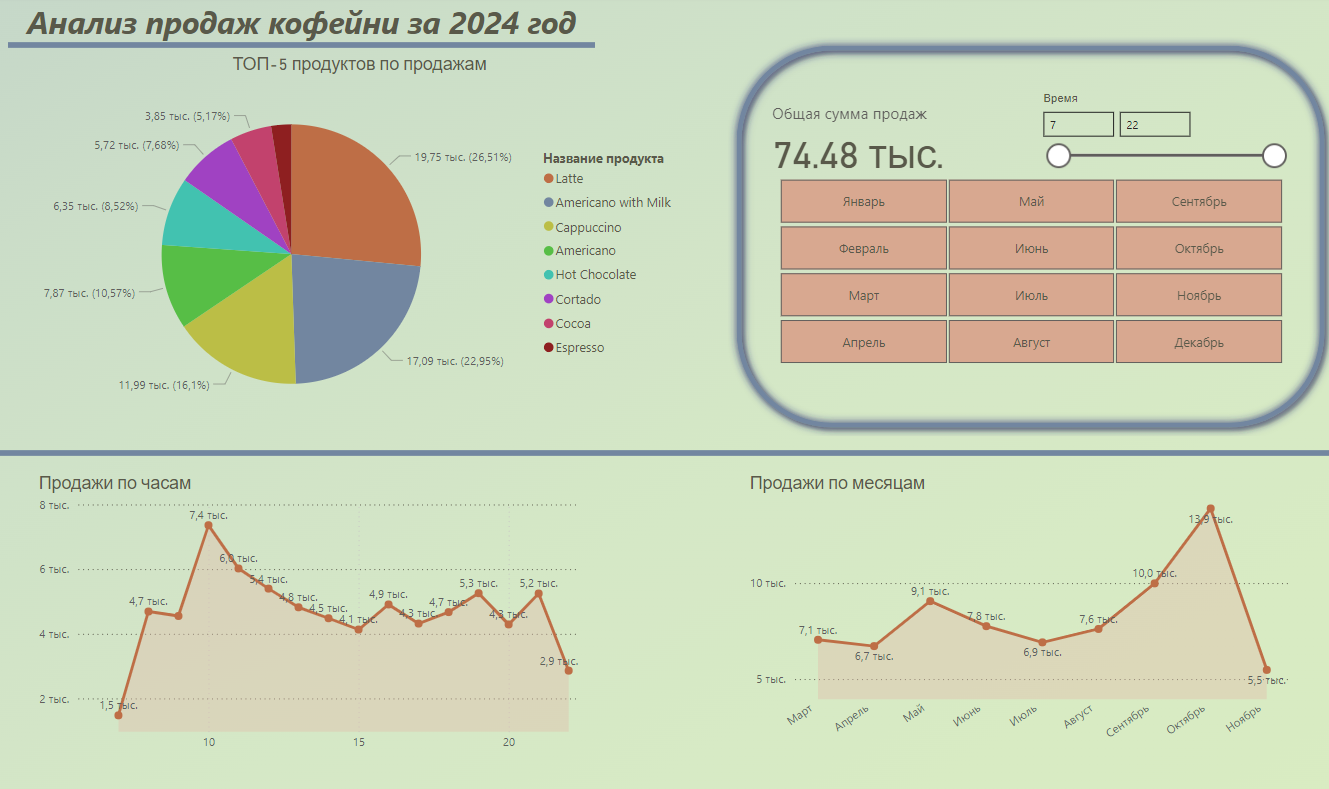 Анализ продаж кофейни за 2024 год
ТОП-5 продуктов по продажам
3,85 тыс. (5,17%)
5,72 тыс. (7,68%)
6,35 тыс. (8,52%)
7,87 тыс. (10,57%)
11,99 тыс. (16,1%)
19,75 тыс. (26,51%)
17,09 тыс. (22,95%)
Название продукта
Latte
Americano with Milk
Cappuccino
Americano
Hot Chocolate
Cortado
Cocoa
Espresso
Общая сумма продаж
74.48 тыс.
Время
7 22
Январь Май Сентябрь
Февраль Июнь Октябрь
Март Июль Ноябрь
Апрель Август Декабрь
Продажи по часам
8 тыс.
6 тыс.
4 тыс.
2 тыс.
1,5 тыс.
4,7 тыс.
7,4 тыс.
6,0 тыс.
5,4 тыс.
4,8 тыс.
4,5 тыс.
4,1 тыс.
4,9 тыс.
4,3 тыс.
4,7 тыс.
5,3 тыс.
4,3 тыс.
5,2 тыс.
2,9 тыс.
10 15 20
Продажи по месяцам
10 тыс.
5 тыс.
7,1 тыс.
6,7 тыс.
9,1 тыс.
7,8 тыс.
6,9 тыс.
7,6 тыс.
10,0 тыс.
13,9 тыс.
5,5 тыс.
Март Апрель Май Июнь Июль Август Сентябрь Октябрь Ноябрь